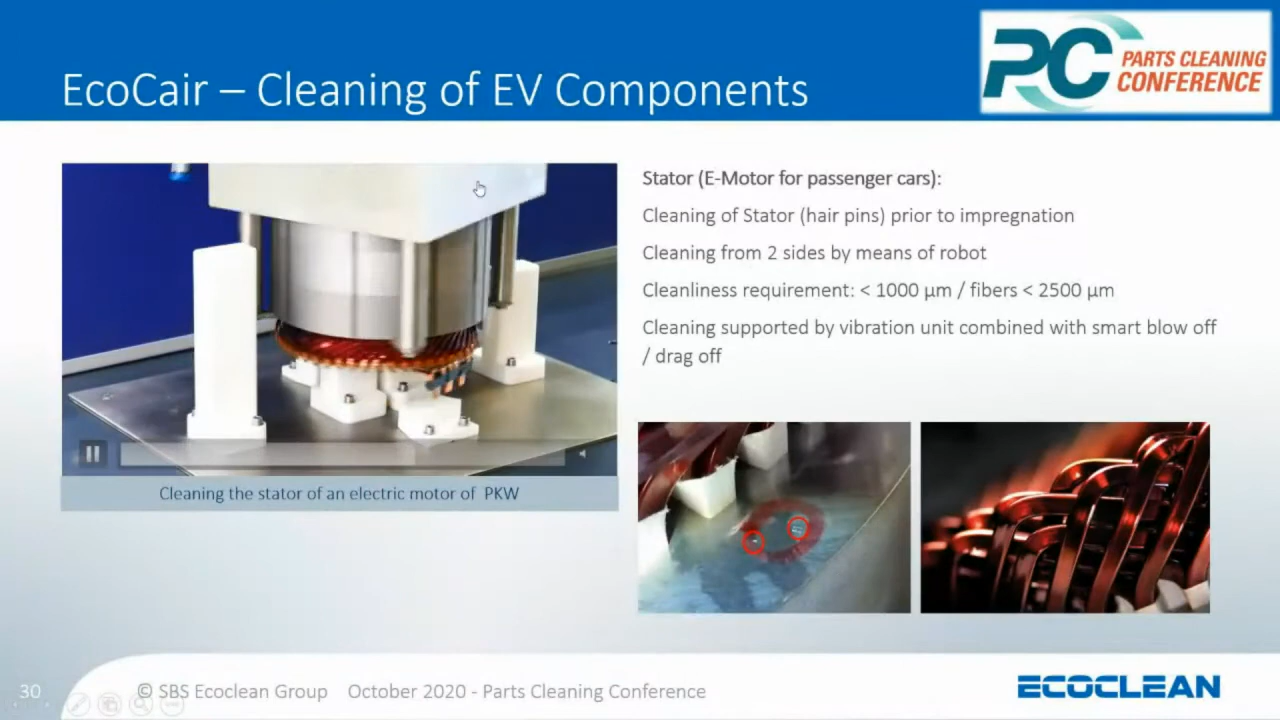 EcoCair – Cleaning of EV Components
PC PARTS CLEANING
CONFERENCE
Stator (E-Motor for passenger cars):
Cleaning of Stator (hair pins) prior to impregnation
Cleaning from 2 sides by means of robot
Cleanliness requirement: < 1000 µm / fibers < 2500 µm
Cleaning supported by vibration unit combined with smart blow off
/ drag off
Cleaning the stator of an electric motor of PKW
30
© SBS Ecoclean Group October 2020 - Parts Cleaning Conference
ECOCLEAN